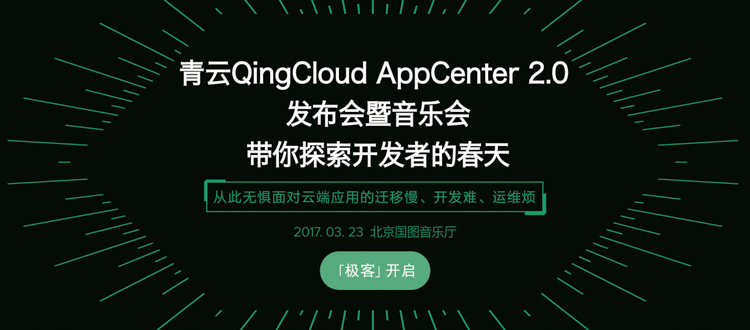 青云QingCloud AppCenter 2.0
发布会暨音乐会
带你探索开发者的春天
从此无惧面对云端应用的迁移慢、开发难、运维烦
2017. 03. 23 北京国图音乐厅
「极客」开启